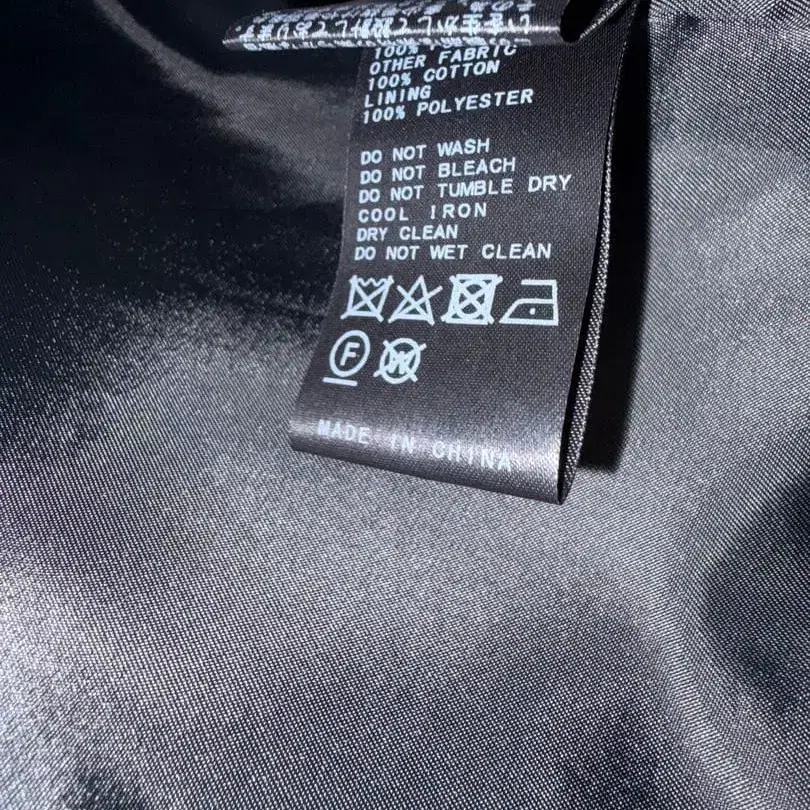 OTHER FABRIC
100% COTTON
LINING
100% POLYESTER
DO NOT WASH
DO NOT BLEACH
DO NOT TUMBLE DRY
COOL IRON
DRY CLEAN
DO NOT WET CLEAN
F W
MADE IN CHINA